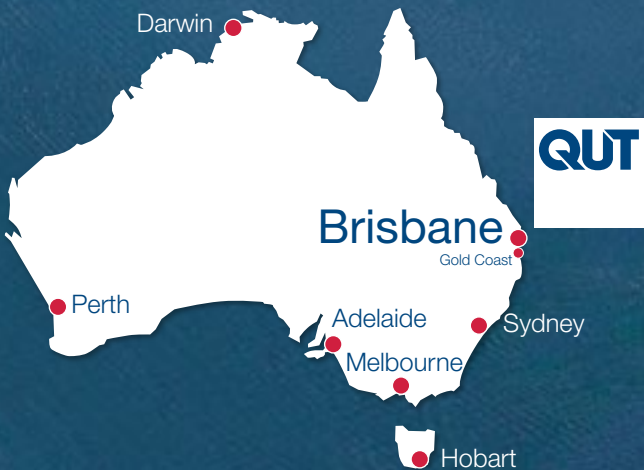 Darwin
QUT
Brisbane
Gold Coast
Perth
Adelaide
Sydney
Melbourne
Hobart